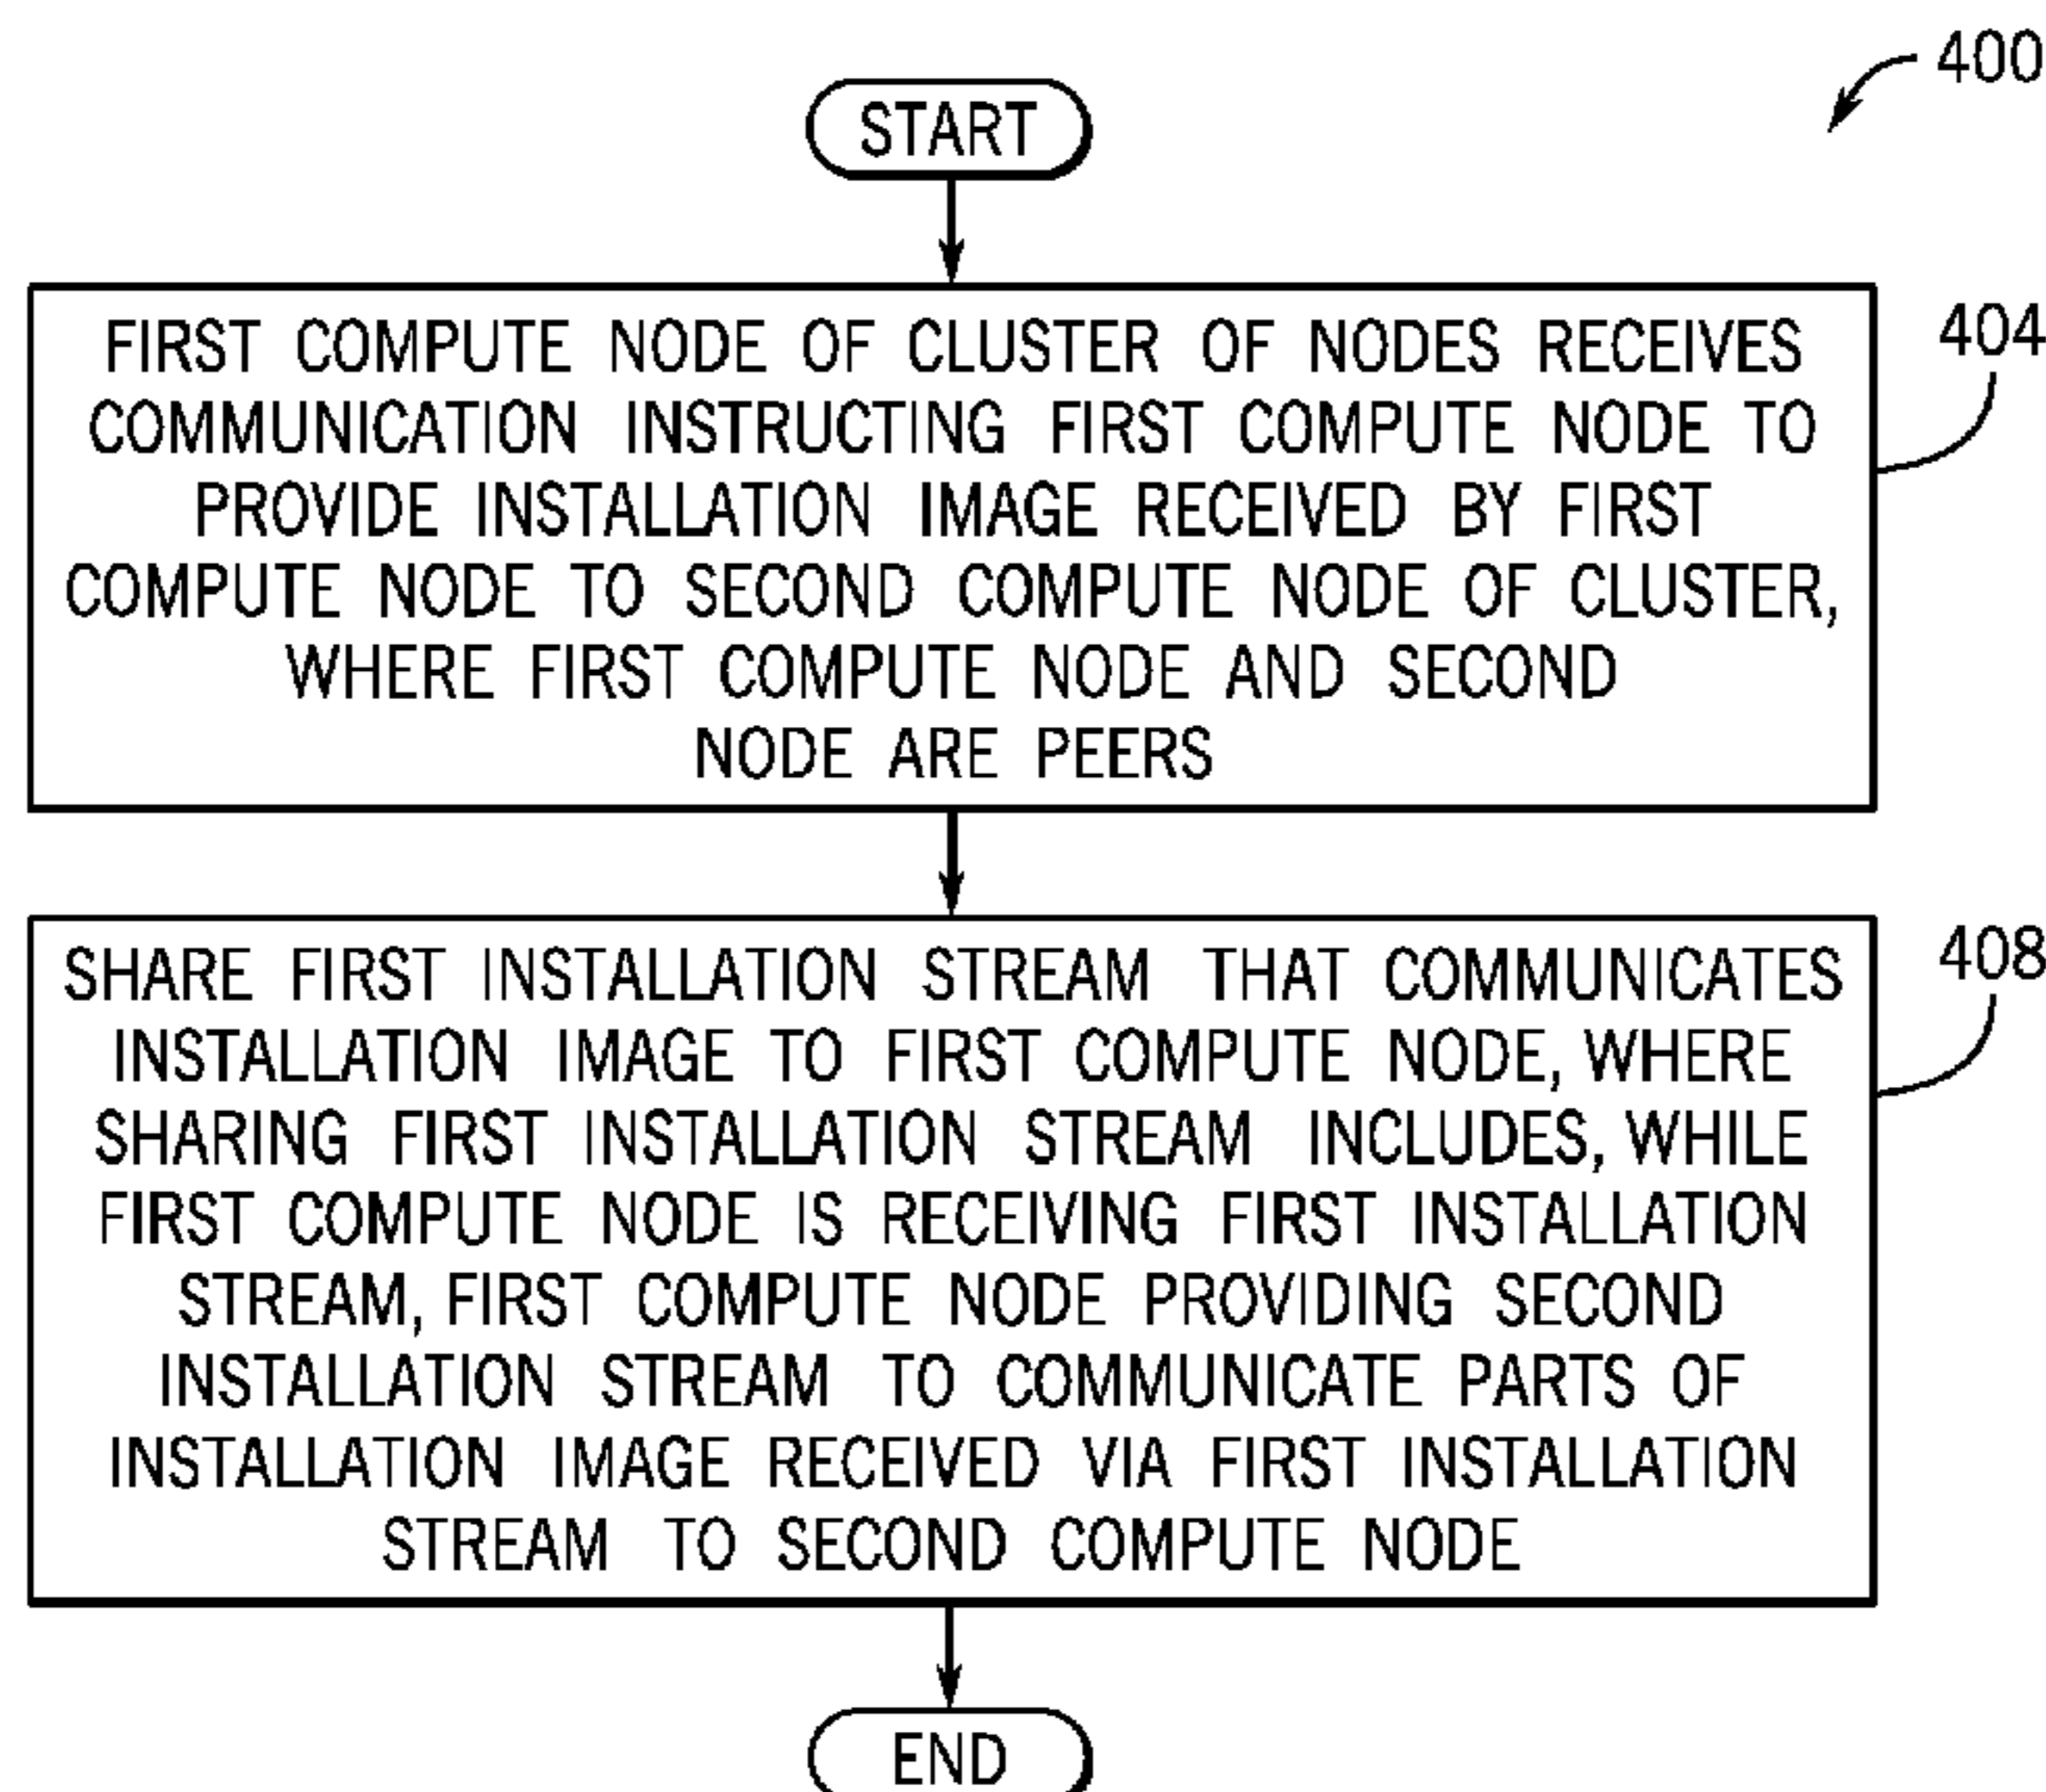 400
START
FIRST COMPUTE NODE OF CLUSTER OF NODES RECEIVES
COMMUNICATION INSTRUCTING FIRST COMPUTE NODE TO
PROVIDE INSTALLATION IMAGE RECEIVED BY FIRST
COMPUTE NODE TO SECOND COMPUTE NODE OF CLUSTER,
WHERE FIRST COMPUTE NODE AND SECOND
NODE ARE PEERS
404
SHARE FIRST INSTALLATION STREAM THAT COMMUNICATES
INSTALLATION IMAGE TO FIRST COMPUTE NODE, WHERE
SHARING FIRST INSTALLATION STREAM INCLUDES, WHILE
FIRST COMPUTE NODE IS RECEIVING FIRST INSTALLATION
STREAM, FIRST COMPUTE NODE PROVIDING SECOND
INSTALLATION STREAM TO COMMUNICATE PARTS OF
INSTALLATION IMAGE RECEIVED VIA FIRST INSTALLATION
STREAM TO SECOND COMPUTE NODE
408
END